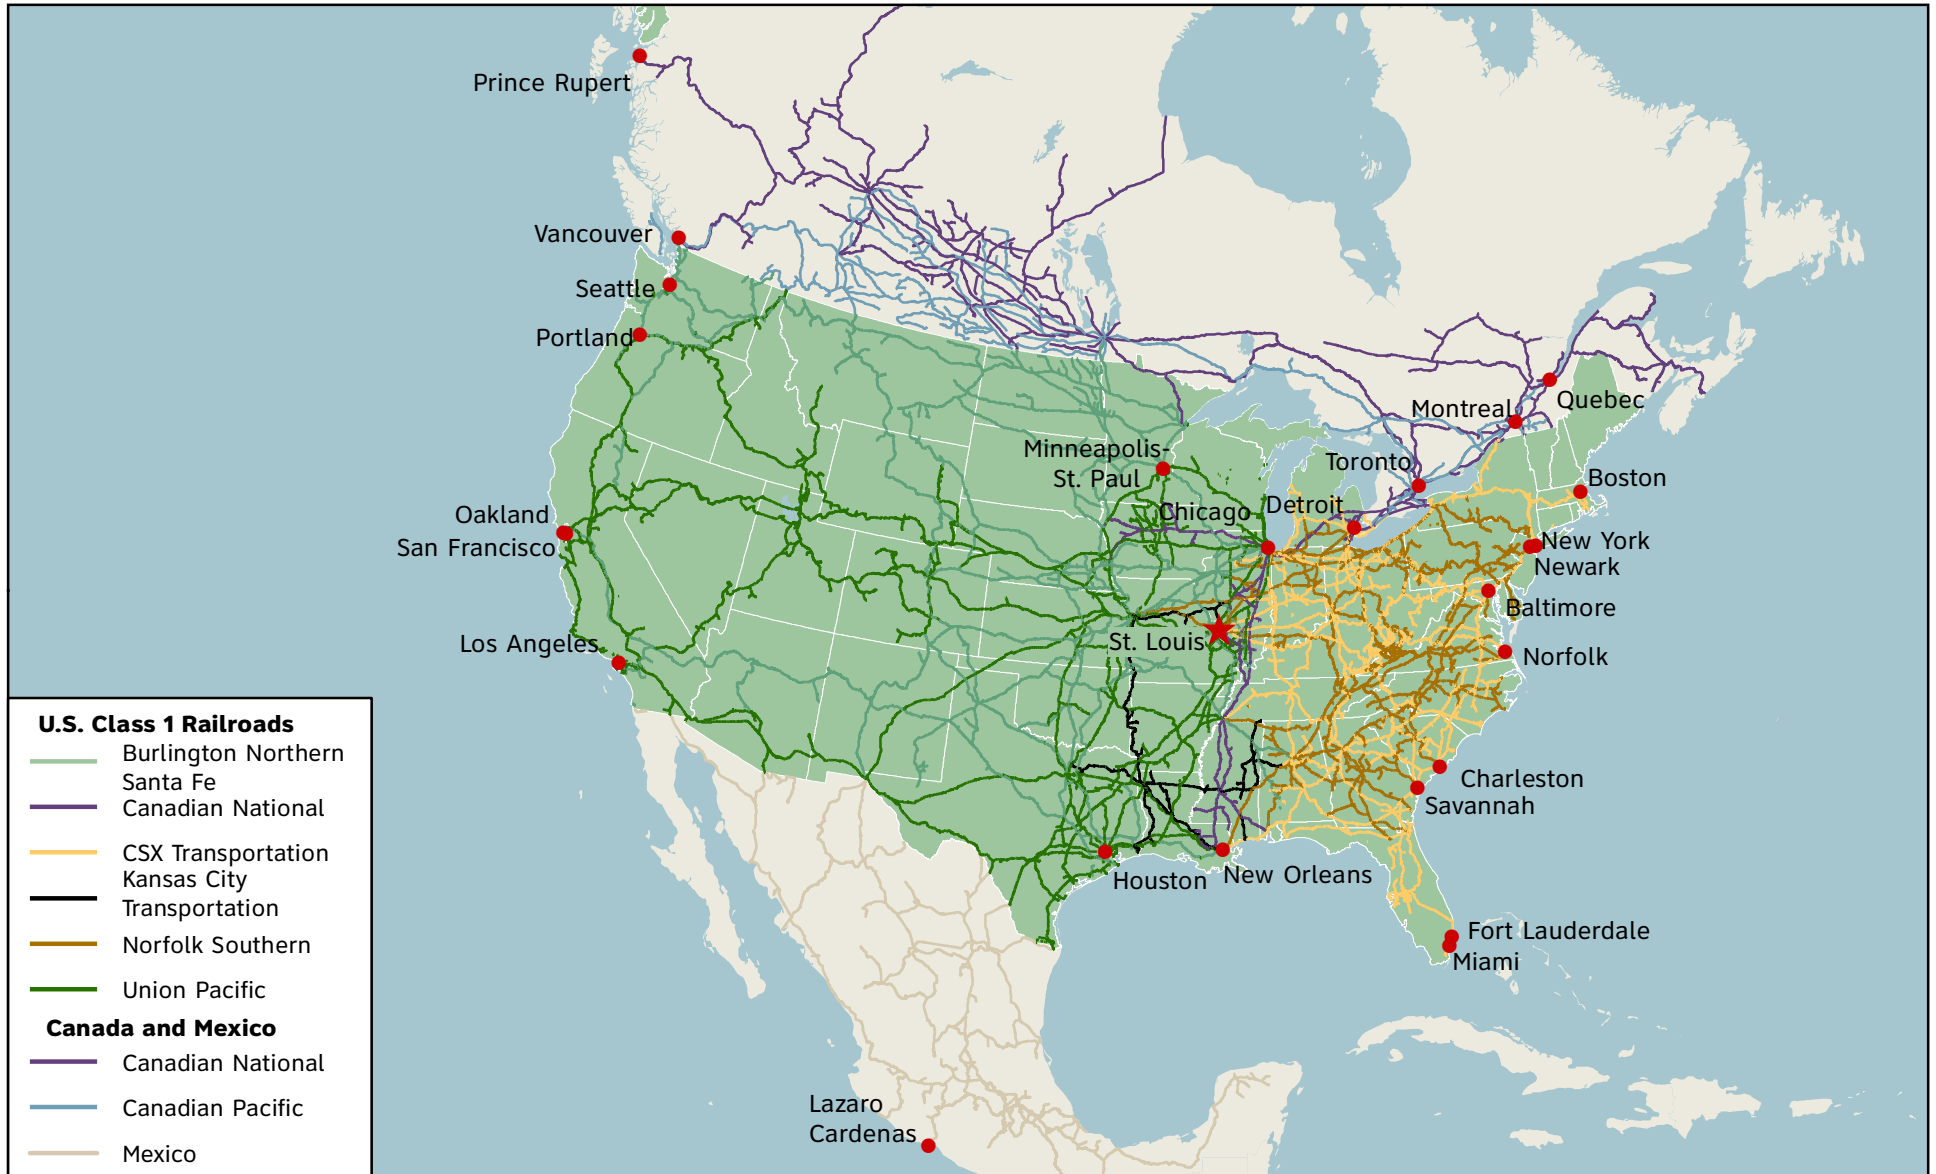 Prince Rupert
Vancouver
Seattle
Portland
Minneapolis-
St. Paul
Chicago
Detroit
Toronto
Montreal
Quebec
Boston
Oakland
San Francisco
New York
Newark
Baltimore
Los Angeles
St. Louis
Norfolk
Charleston
Savannah
Houston
New Orleans
Fort Lauderdale
Miami
Lazaro
Cardenas
U.S. Class 1 Railroads
Burlington Northern
Santa Fe
Canadian National
CSX Transportation
Kansas City
Transportation
Norfolk Southern
Union Pacific
Canada and Mexico
Canadian National
Canadian Pacific
Mexico